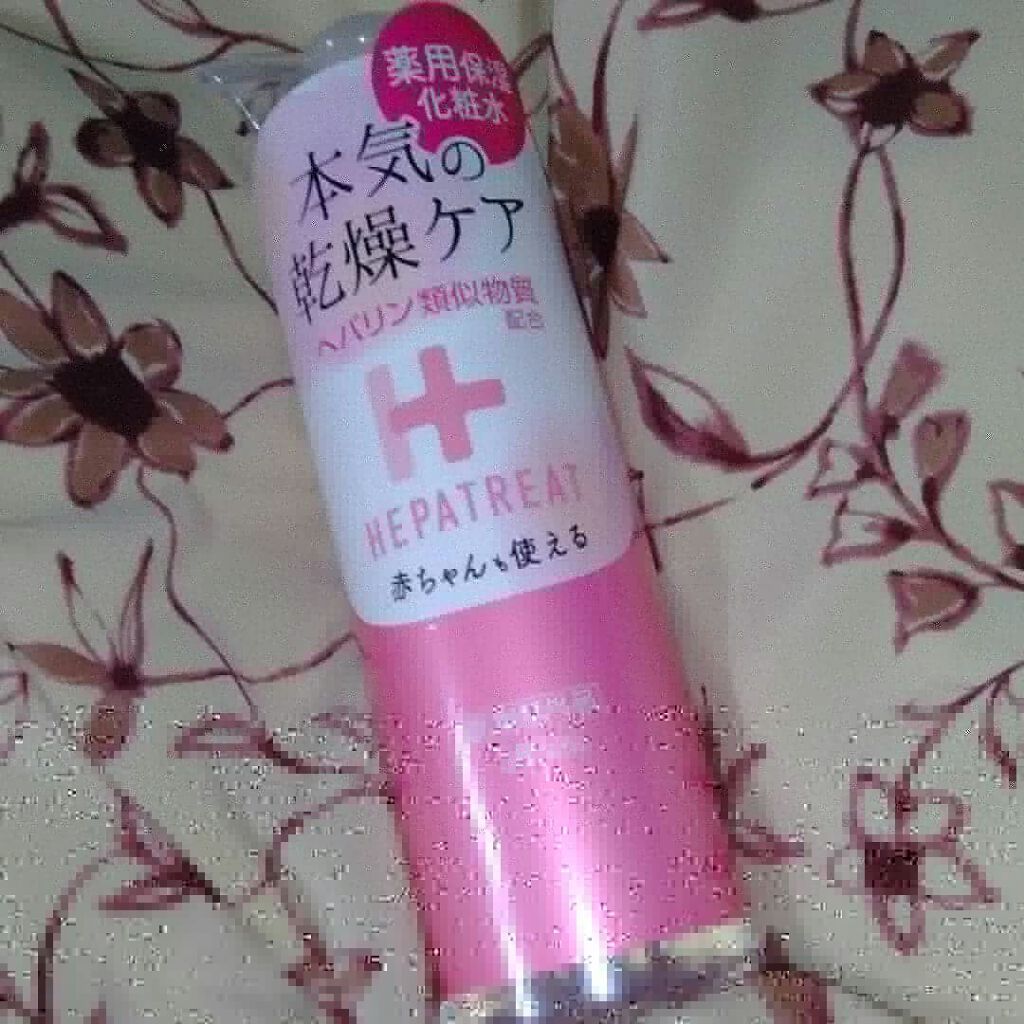 薬用保湿
化粧水
本気の
乾燥ケア
ヘパリン類似物質
配合
HEPATREAT
赤ちゃんも使える